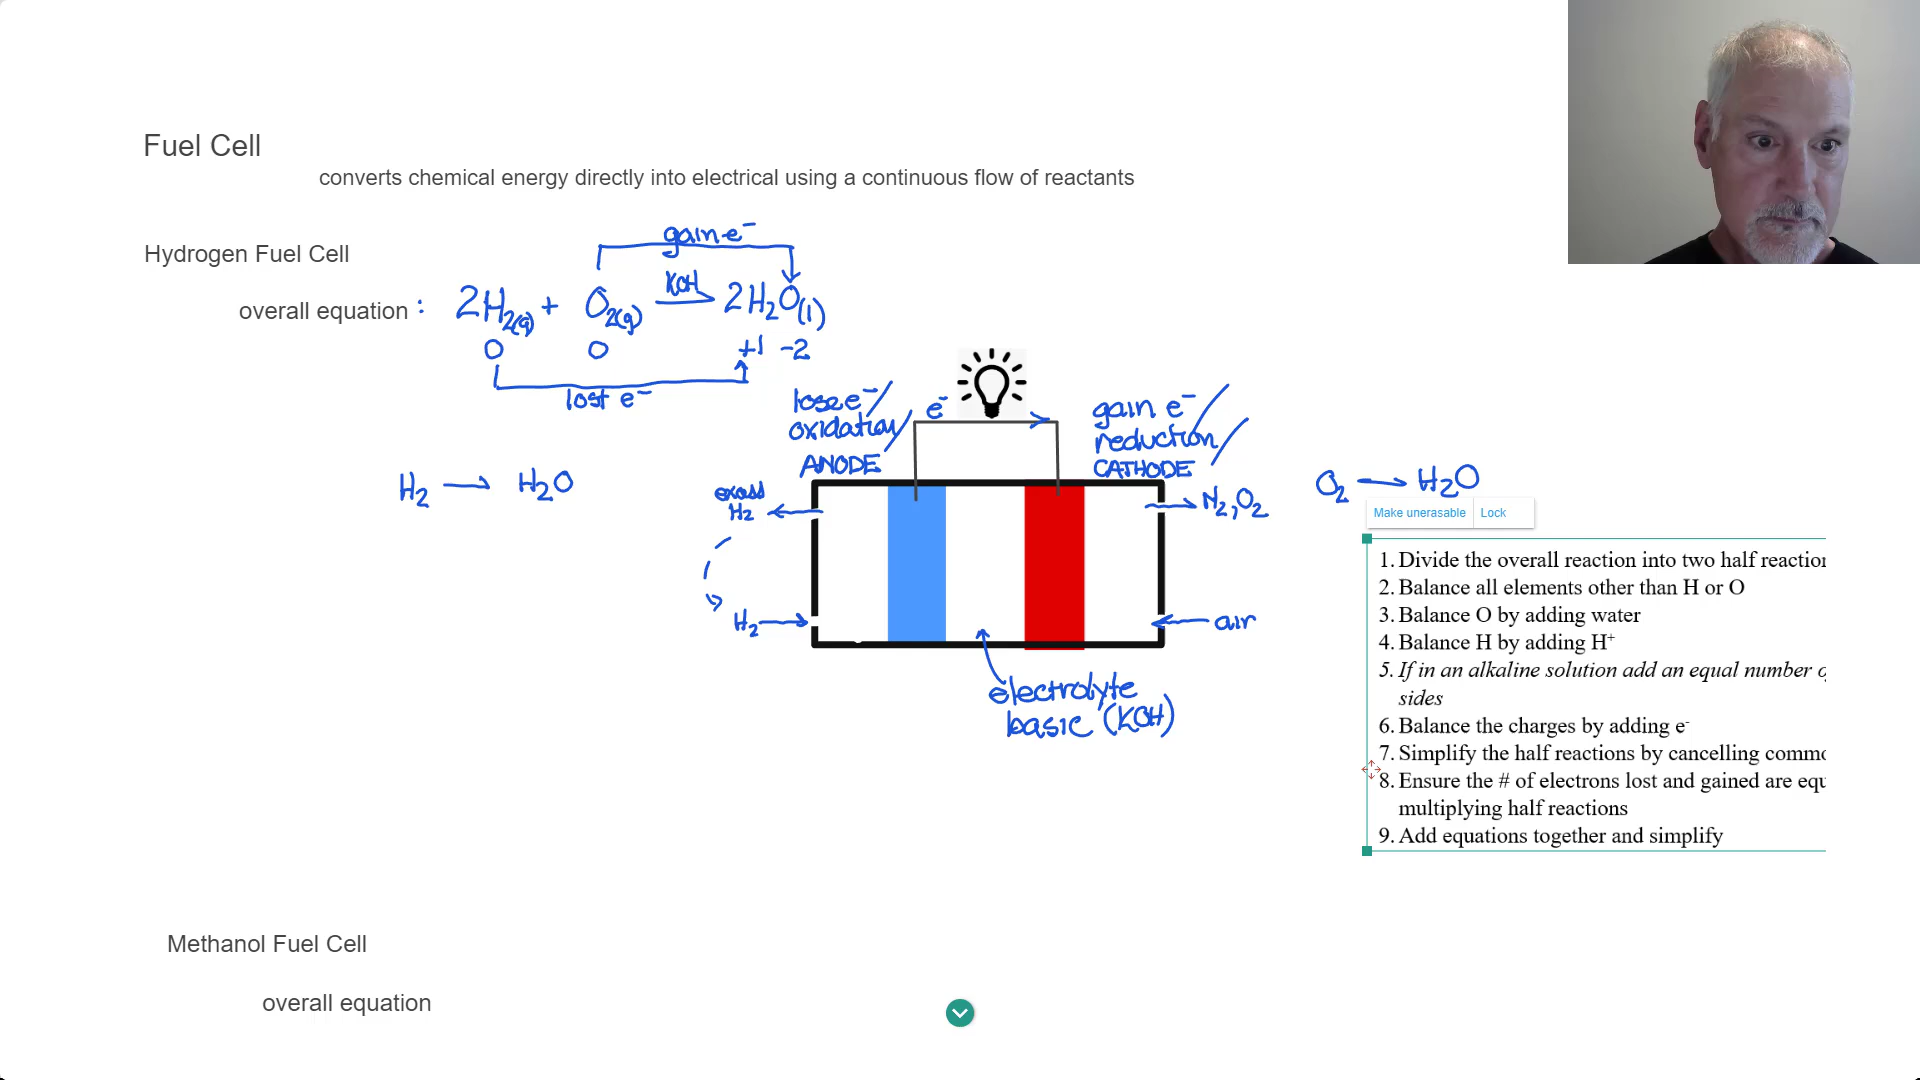 Fuel Cell
converts chemical energy directly into electrical using a continuous flow of reactants
Hydrogen Fuel Cell
gain e⁻
overall equation : 2H₂(g) + O₂(g) KOH → 2H₂O(l)
0 0 +1 -2
lost e⁻
lose e⁻/
oxidation/
ANODE
e⁻
gain e⁻/
reduction/
CATHODE
H₂ → H₂O
excess
H₂
N₂, O₂
O₂ → H₂O
Make unerasable Lock
H₂
air
electrolyte
basic (KOH)
1. Divide the overall reaction into two half reaction
2. Balance all elements other than H or O
3. Balance O by adding water
4. Balance H by adding H⁺
5. If in an alkaline solution add an equal number
sides
6. Balance the charges by adding e⁻
7. Simplify the half reactions by cancelling commo
8. Ensure the # of electrons lost and gained are equ
multiplying half reactions
9. Add equations together and simplify
Methanol Fuel Cell
overall equation